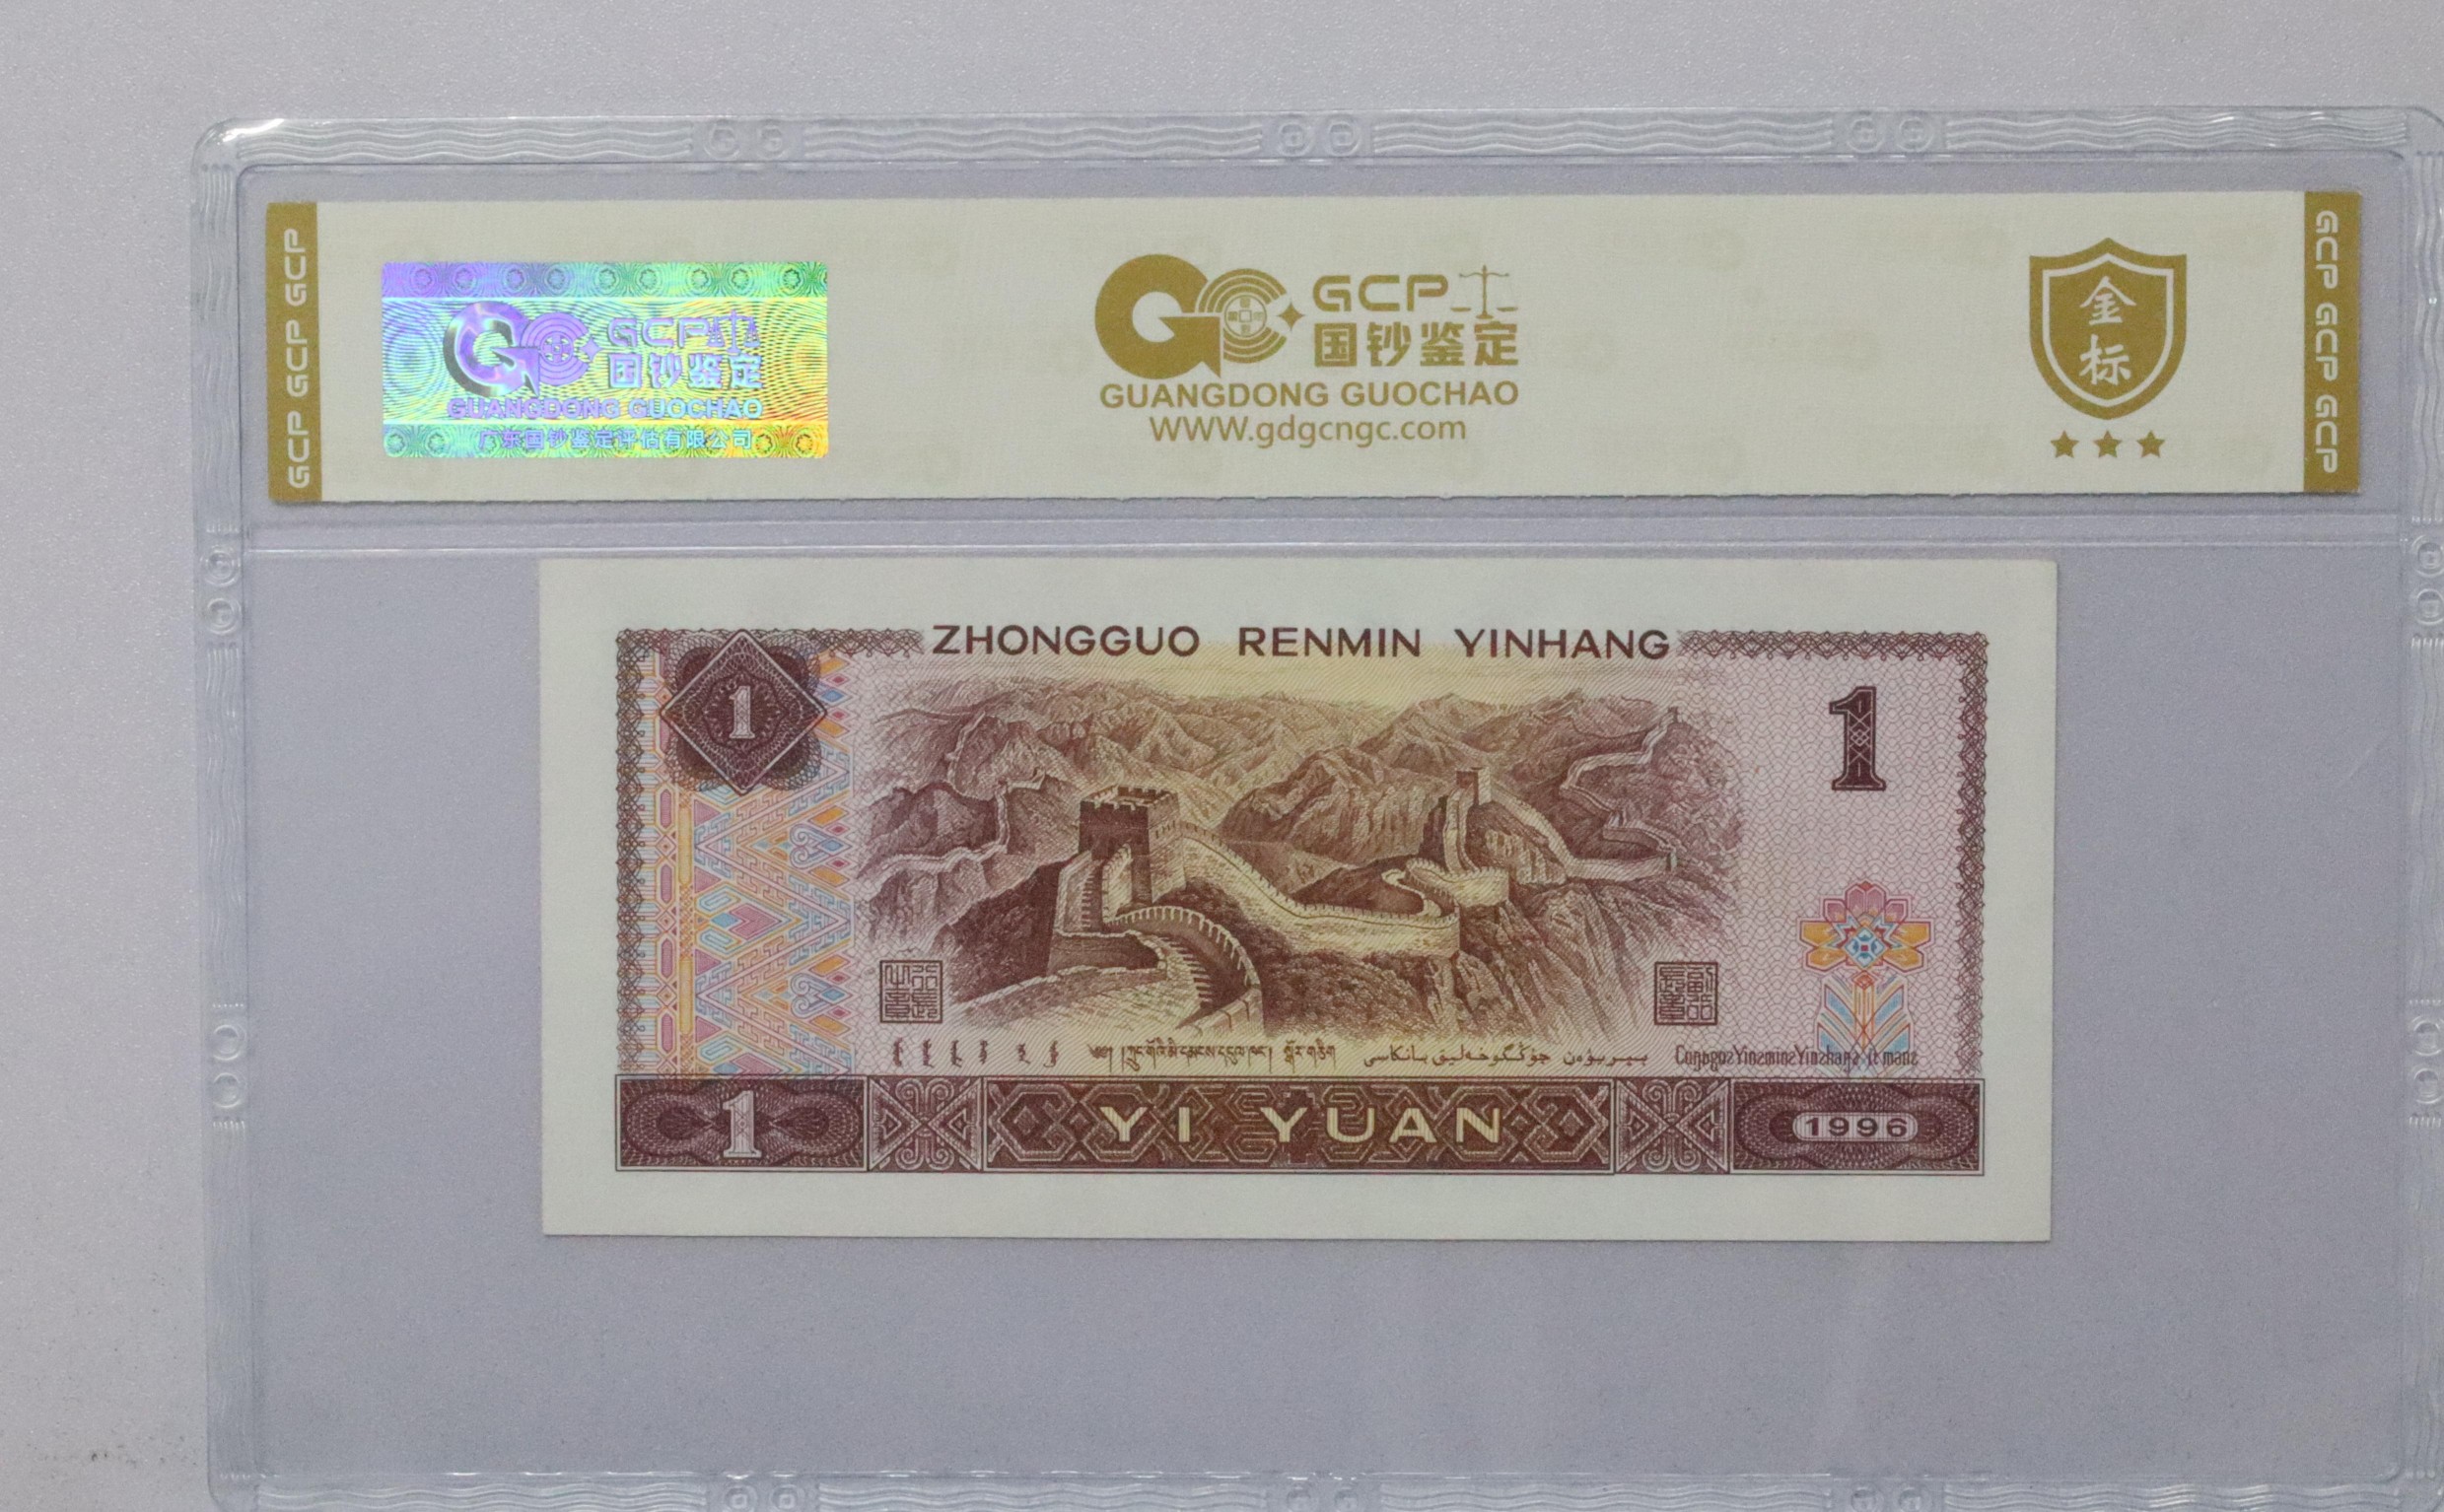 GCP GCP GCP
GCP
国钞鉴定
GUANGDONG GUOCHAO
广东国钞鉴定评估有限公司
GCP
国钞鉴定
GUANGDONG GUOCHAO
WWW.gdgcngc.com
金
标
GCP GCP GCP
ZHONGGUO RENMIN YINHANG
1
1
1
YI YUAN
1996